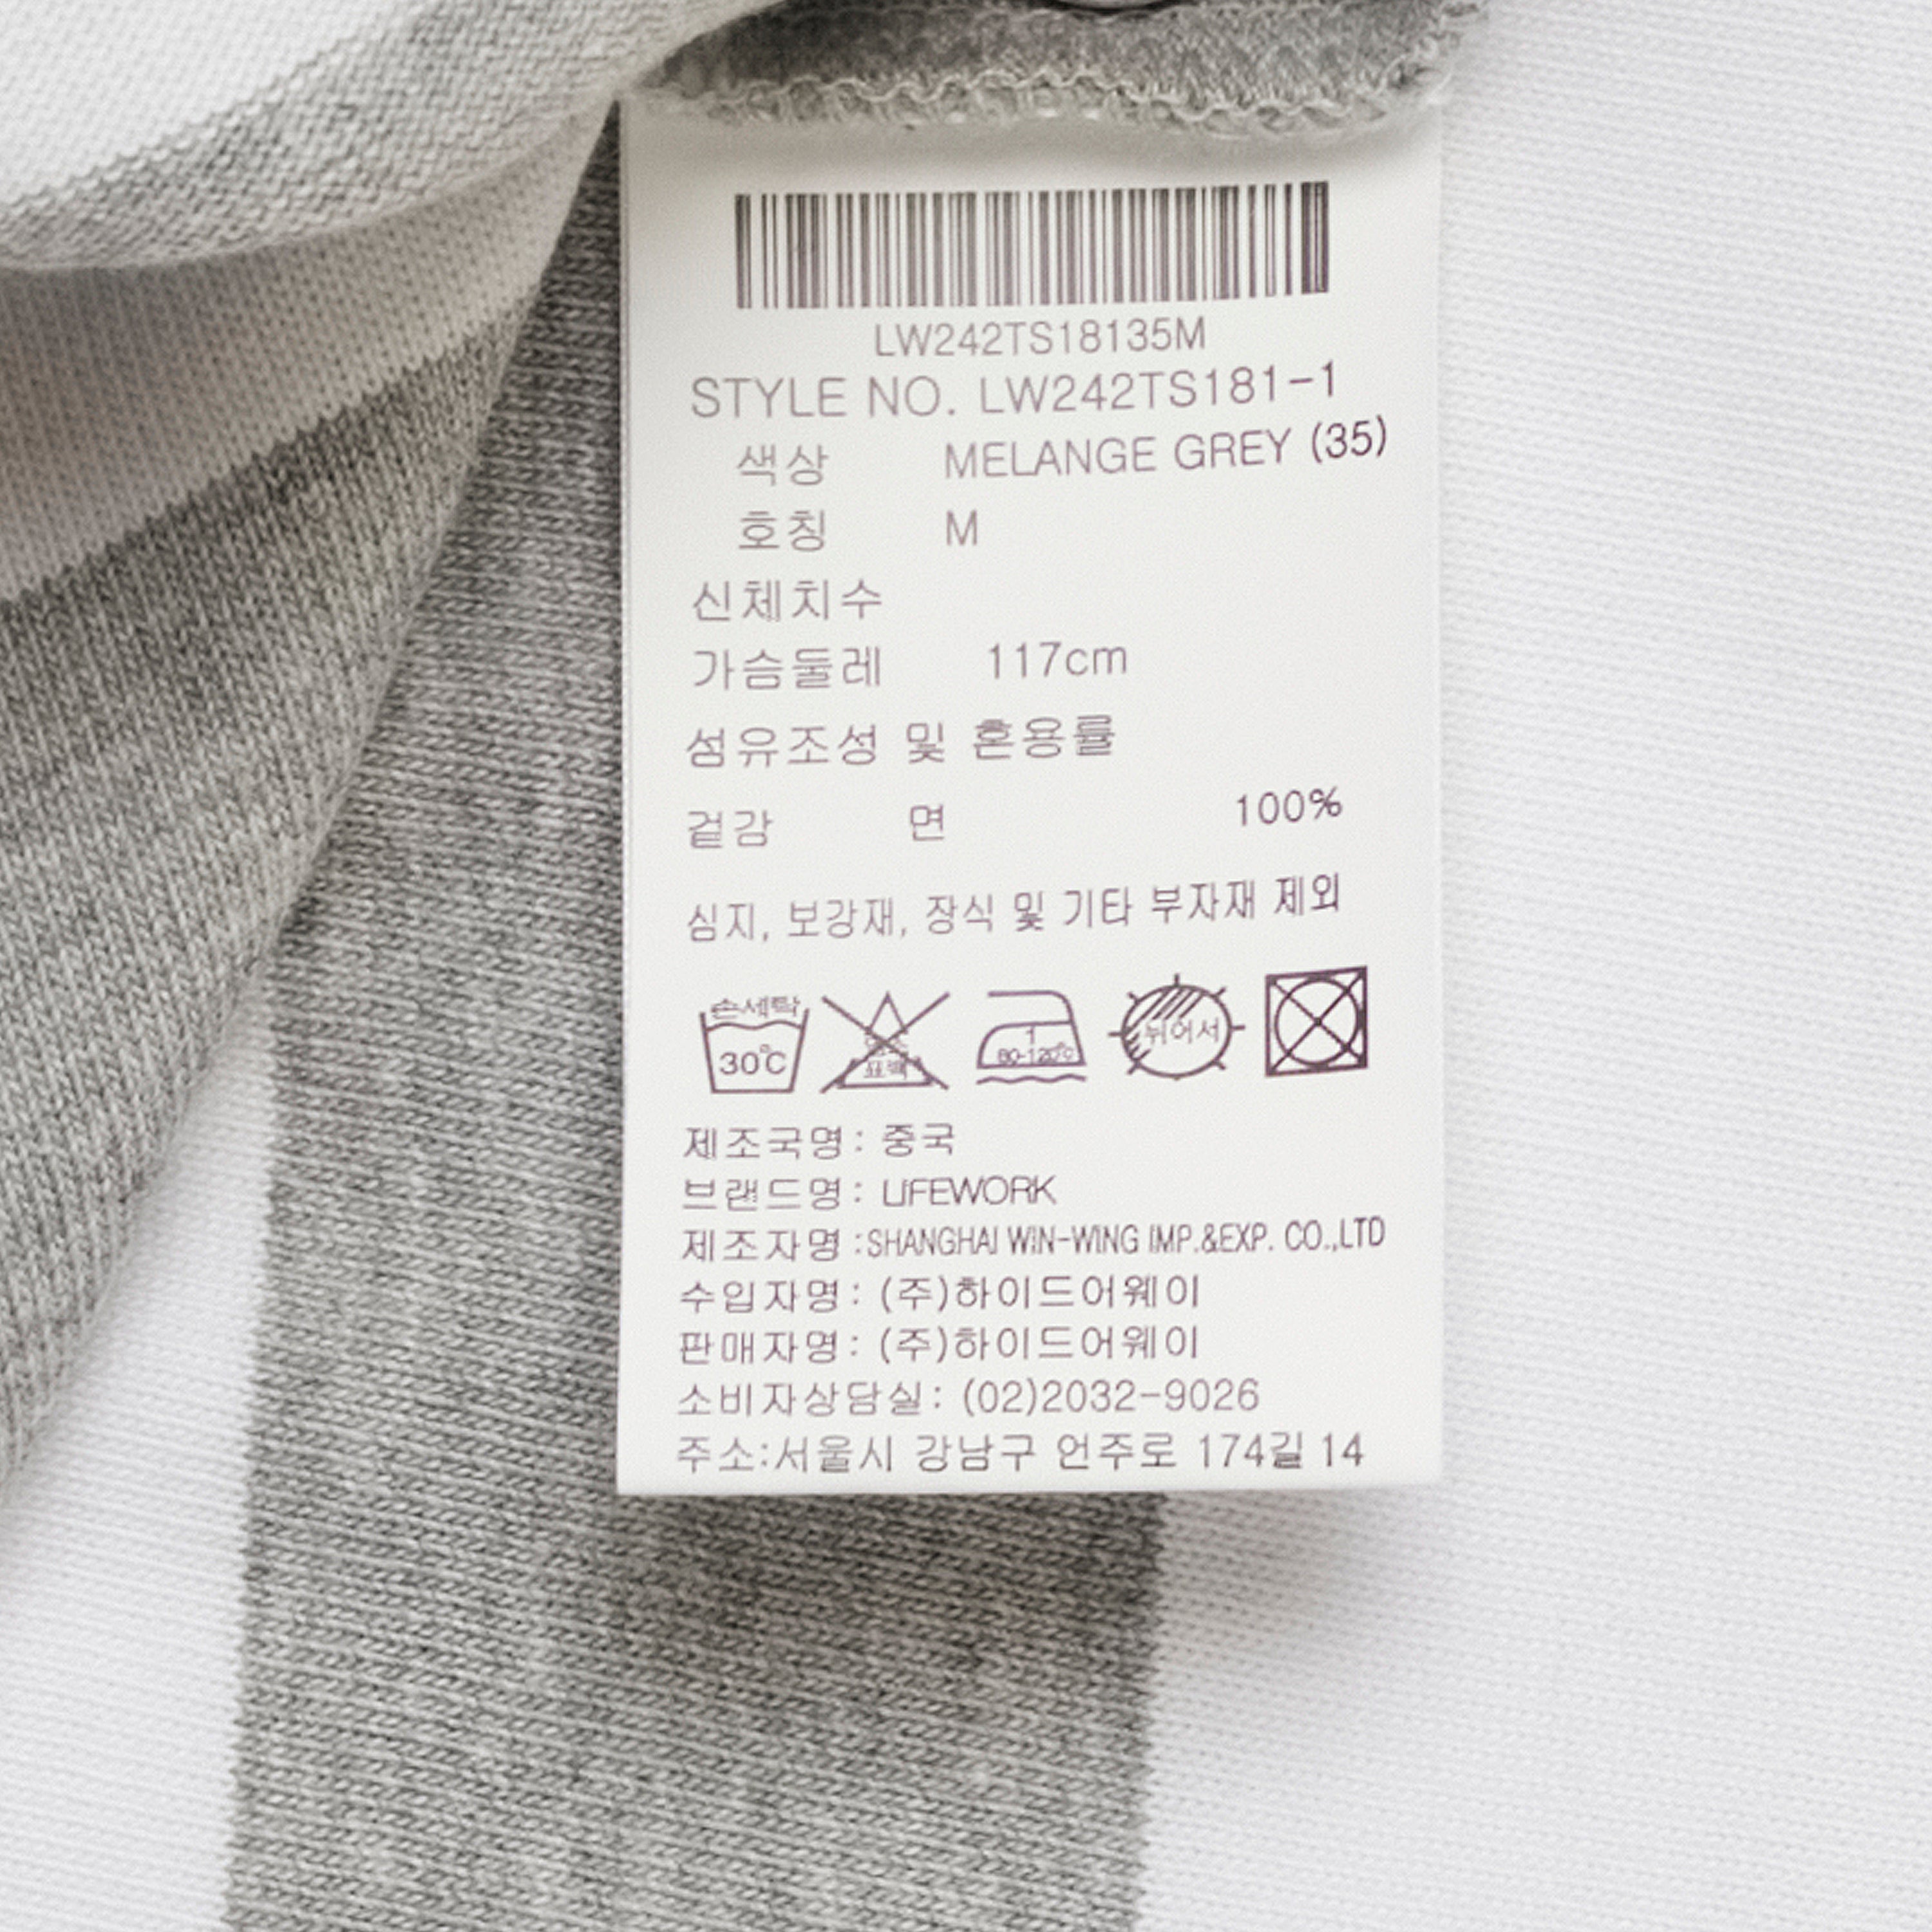 LW242TS18135M
STYLE NO. LW242TS181-1
색상 MELANGE GREY (35)
호칭 M
신체치수
가슴둘레 117cm
섬유조성 및 혼용률
겉감 면 100%
심지, 보강재, 장식 및 기타 부자재 제외
손세탁
30℃
표백
1
80-120℃
뉘어서
제조국명: 중국
브랜드명: LIFEWORK
제조자명:SHANGHAI WIN-WING IMP.&EXP. CO.,LTD
수입자명: (주)하이드어웨이
판매자명: (주)하이드어웨이
소비자상담실: (02)2032-9026
주소:서울시 강남구 언주로 174길 14